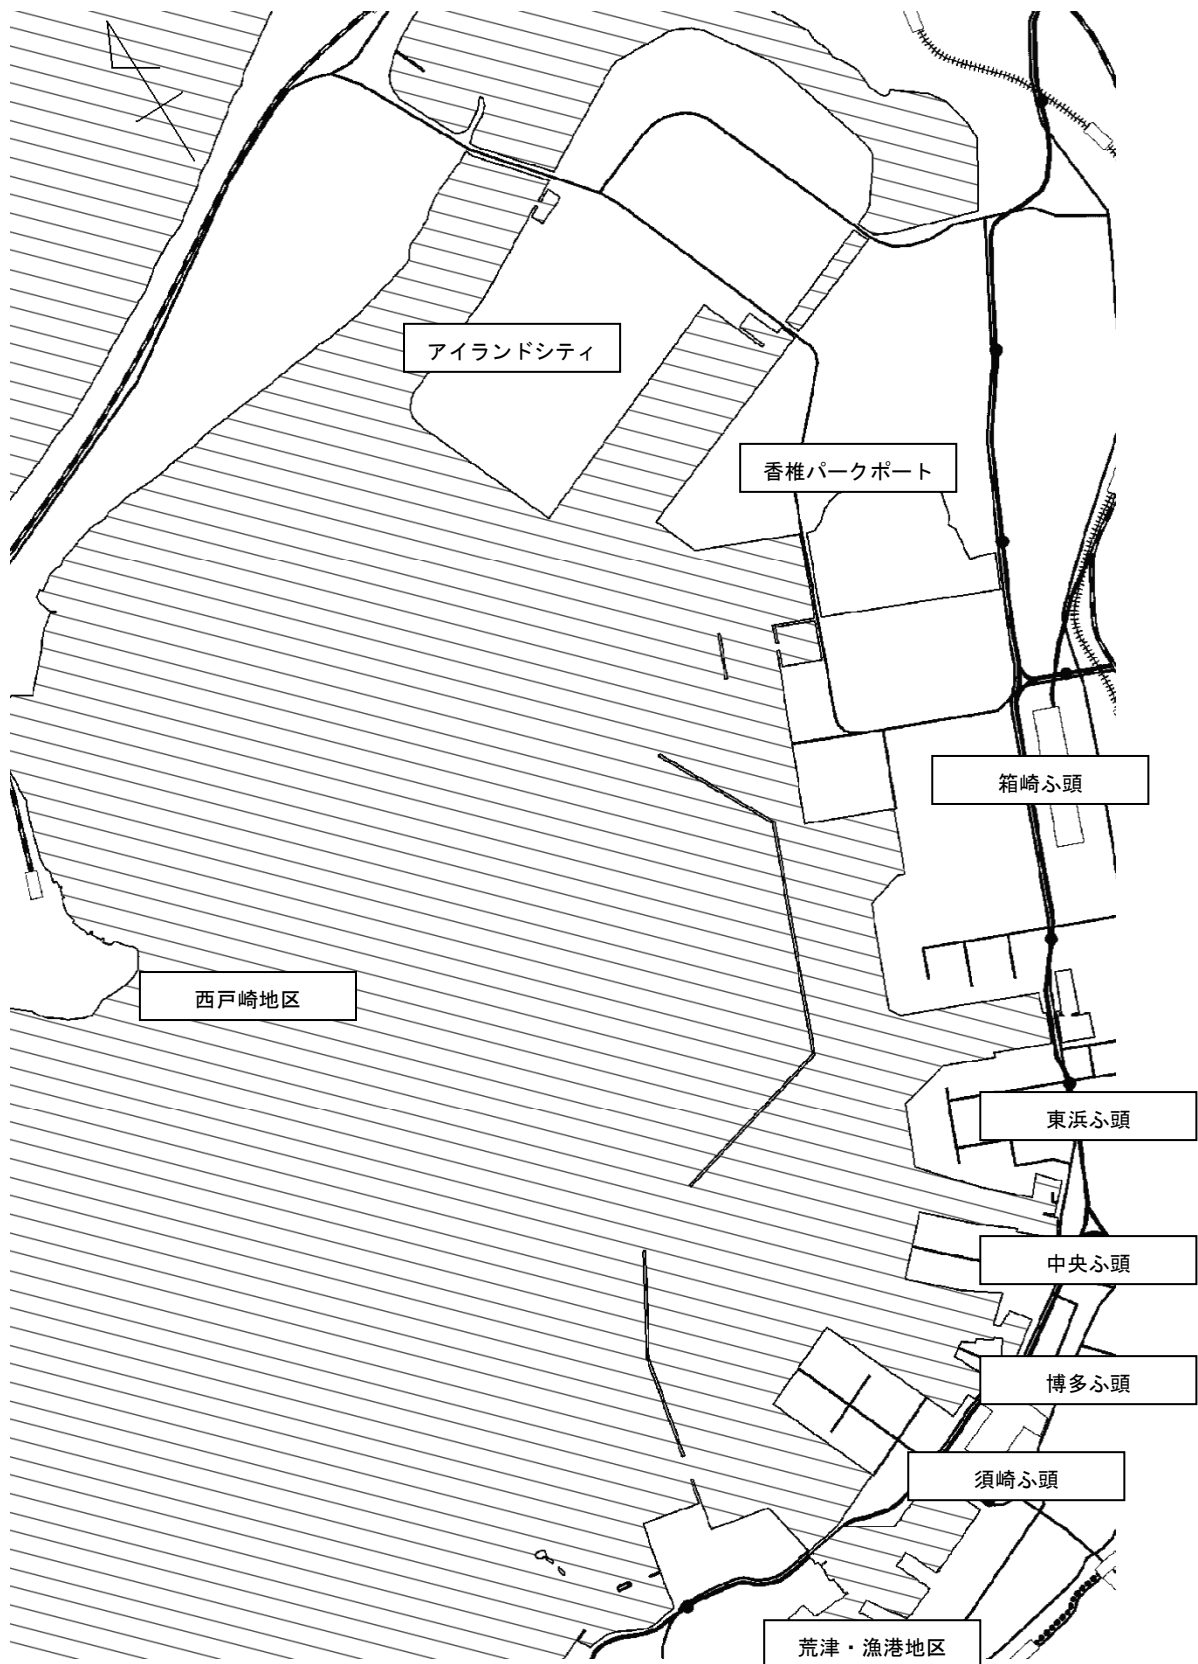 アイランドシティ
香椎パークポート
箱崎ふ頭
西戸崎地区
東浜ふ頭
中央ふ頭
博多ふ頭
須崎ふ頭
荒津・漁港地区